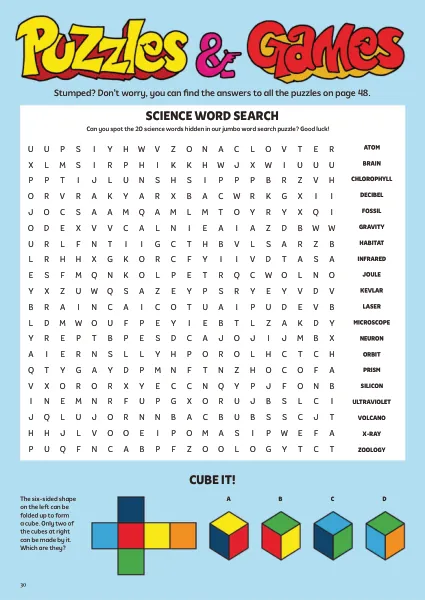 Puzzles & Games
Stumped? Don't worry, you can find the answers to all the puzzles on page 48.
SCIENCE WORD SEARCH
Can you spot the 20 science words hidden in our jumbo word search puzzle? Good luck!
U U P S I Y H W V Z O N A C L O V T E R ATOM
X L M S I R P H I K K H W J X W I U U U BRAIN
P P T I J L U N S H S I P P P B R Z V H CHLOROPHYLL
O R V R A K Y A R X B A C W R K G X I I DECIBEL
J O C S A A M Q A M L M T O Y R Y X Q I FOSSIL
O D E X V V C A L N I E A I A Z D B W W GRAVITY
U R L F N T I I G C T H B V L S A R Z B HABITAT
L R H H X G K O R C F Y I I V D T A S A INFRARED
E S F M Q N K O L P E T R Q C W O L N O JOULE
Y X Z U W Q S A Z E Y P S R Y E Y V D V KEVLAR
B R A I N C A I C O T U A I P U D E V B LASER
L D M W O U F P E Y I E B T L Z A K D Y MICROSCOPE
Y R E P T B P E S D C A J O J I J M B X NEURON
A I E R N S L L Y H P O R O L H C T C H ORBIT
Q T Y G A Y D P M N F T N Z H O C O F A PRISM
V X O R O R X Y E C C N Q Y P J F O N B SILICON
I N E M N R F U P G X O R U J B S L C I ULTRAVIOLET
J Q L U J O R N N B A C B U B S S C J T VOLCANO
H H J L V O O E I P O M A S I P W E F A X-RAY
P U Q F N C A B P F Z O O L O G Y T C T ZOOLOGY
CUBE IT!
The six-sided shape
on the left can be
folded up to form
a cube. Only two of
the cubes at right
can be made by it.
Which are they?
A B C D
30